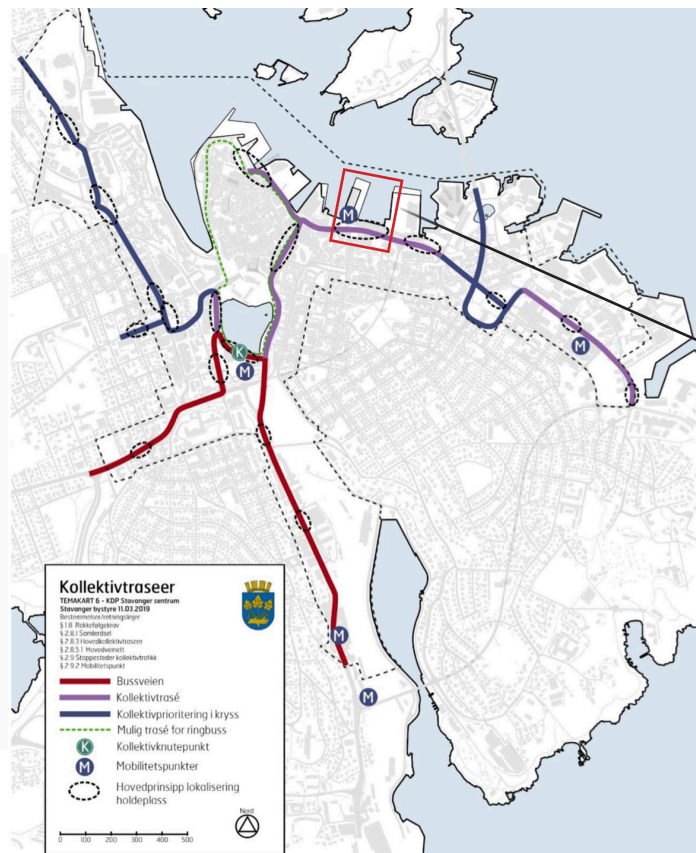 M
M
K
M
M
M
Kollektivtraseer
TEMAKART 6 - KDP Stavanger sentrum
Stavanger bystyre 11.03.2019
Bestemmelser/retningslinjer
§ 1.8 Rekkefølgekrav
§ 2.8.1 Samferdsel
§ 2.8.3 Hovedkollektivtraseer
§ 2.8.5.1 Hovedveinett
§ 2.9 Stoppesteder kollektivtrafikk
§ 2.9.2 Mobilitetspunkt
Bussveien
Kollektivtrasé
Kollektivprioritering i kryss
Mulig trasé for ringbuss
K Kollektivknutepunkt
M Mobilitetspunkter
Hovedprinsipp lokalisering
holdeplass
Nord
0 100 200 300 400 500